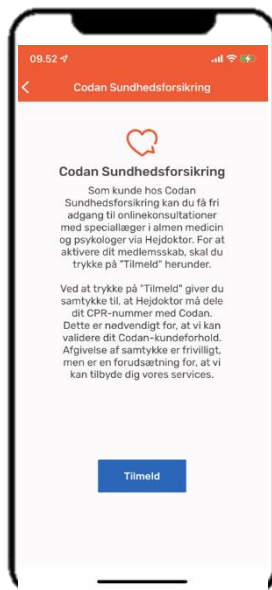 09.52
Codan Sundhedsforsikring
Codan Sundhedsforsikring
Som kunde hos Codan
Sundhedsforsikring kan du få fri
adgang til onlinekonsultationer
med speciallæger i almen medicin
og psykologer via Hejdoktor. For at
aktivere dit medlemsskab, skal du
trykke på "Tilmeld" herunder.
Ved at trykke på "Tilmeld" giver du
samtykke til, at Hejdoktor må dele
dit CPR-nummer med Codan.
Dette er nødvendigt for, at vi kan
validere dit Codan-kundeforhold.
Afgivelse af samtykke er frivilligt,
men er en forudsætning for, at vi
kan tilbyde dig vores services.
Tilmeld